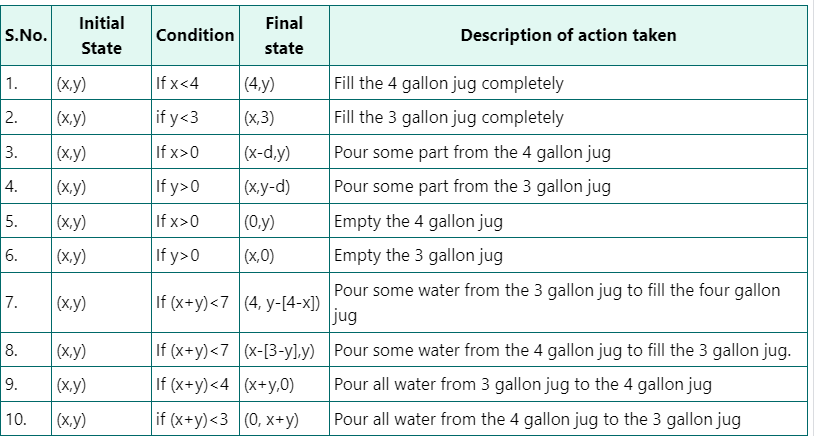 S.No. Initial State Condition Final state Description of action taken
1. (x,y) If x<4 (4,y) Fill the 4 gallon jug completely
2. (x,y) if y<3 (x,3) Fill the 3 gallon jug completely
3. (x,y) If x>0 (x-d,y) Pour some part from the 4 gallon jug
4. (x,y) If y>0 (x,y-d) Pour some part from the 3 gallon jug
5. (x,y) If x>0 (0,y) Empty the 4 gallon jug
6. (x,y) If y>0 (x,0) Empty the 3 gallon jug
7. (x,y) If (x+y)<7 (4, y-[4-x]) Pour some water from the 3 gallon jug to fill the four gallon
jug
8. (x,y) If (x+y)<7 (x-[3-y],y) Pour some water from the 4 gallon jug to fill the 3 gallon jug.
9. (x,y) If (x+y)<4 (x+y,0) Pour all water from 3 gallon jug to the 4 gallon jug
10. (x,y) if (x+y)<3 (0, x+y) Pour all water from the 4 gallon jug to the 3 gallon jug